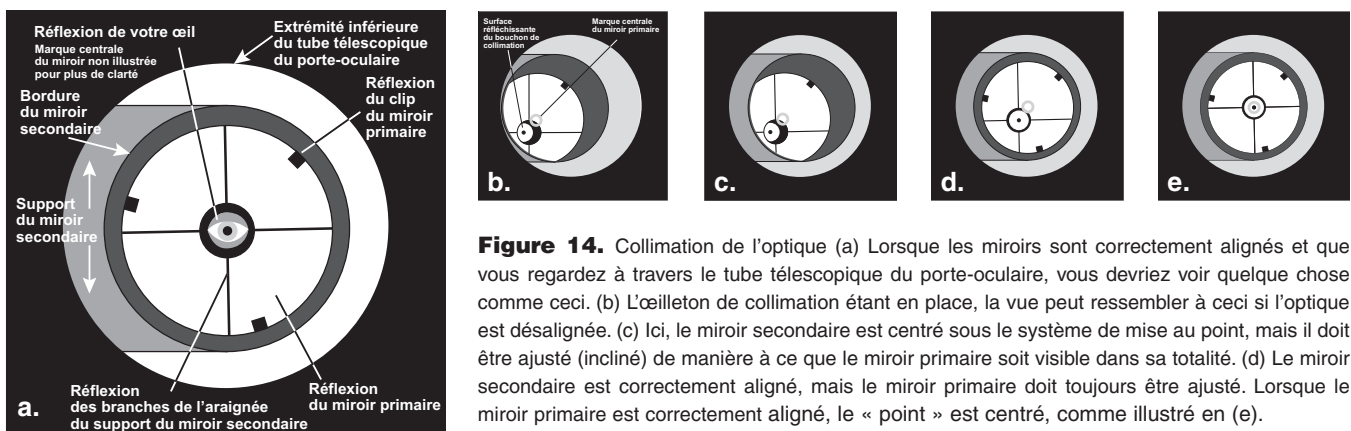 Réflexion de votre œil
Marque centrale
du miroir non illustrée
pour plus de clarté
Extrémité inférieure
du tube télescopique
du porte-oculaire
Bordure
du miroir
secondaire
Réflexion
du clip
du miroir
primaire
Support
du miroir
secondaire
Réflexion
des branches de l’araignée
du support du miroir secondaire
Réflexion
du miroir primaire
a.
Surface
réfléchissante
du bouchon de
collimation
Marque centrale
du miroir primaire
b.
c.
d.
e.
Figure 14. Collimation de l’optique (a) Lorsque les miroirs sont correctement alignés et que
vous regardez à travers le tube télescopique du porte-oculaire, vous devriez voir quelque chose
comme ceci. (b) L’œilleton de collimation étant en place, la vue peut ressembler à ceci si l’optique
est désalignée. (c) Ici, le miroir secondaire est centré sous le système de mise au point, mais il doit
être ajusté (incliné) de manière à ce que le miroir primaire soit visible dans sa totalité. (d) Le miroir
secondaire est correctement aligné, mais le miroir primaire doit toujours être ajusté. Lorsque le
miroir primaire est correctement aligné, le « point » est centré, comme illustré en (e).